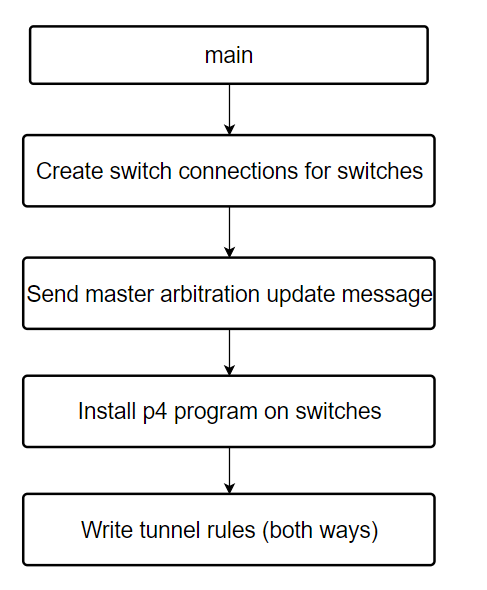 main
Create switch connections for switches
Send master arbitration update message
Install p4 program on switches
Write tunnel rules (both ways)